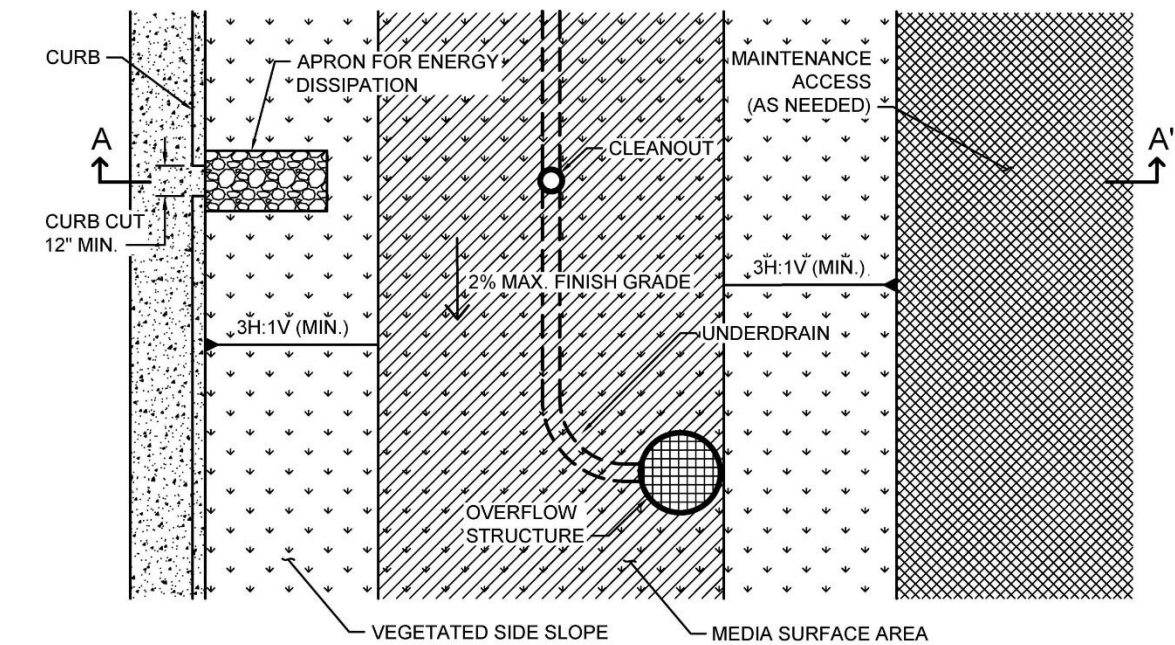 CURB
APRON FOR ENERGY
DISSIPATION
MAINTENANCE
ACCESS
(AS NEEDED)
A
A'
CLEANOUT
CURB CUT
12" MIN.
2% MAX. FINISH GRADE
3H:1V (MIN.)
3H:1V (MIN.)
UNDERDRAIN
OVERFLOW
STRUCTURE
VEGETATED SIDE SLOPE
MEDIA SURFACE AREA